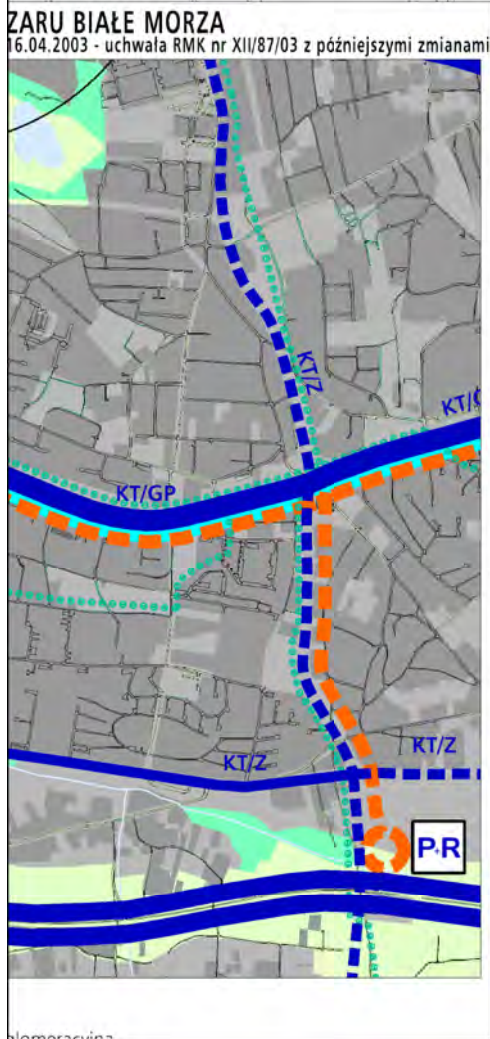 ZARU BIAŁE MORZA
16.04.2003 - uchwała RMK nr XII/87/03 z późniejszymi zmianami
KT/Z
KT/
KT/GP
KT/Z
KT/Z
P+R